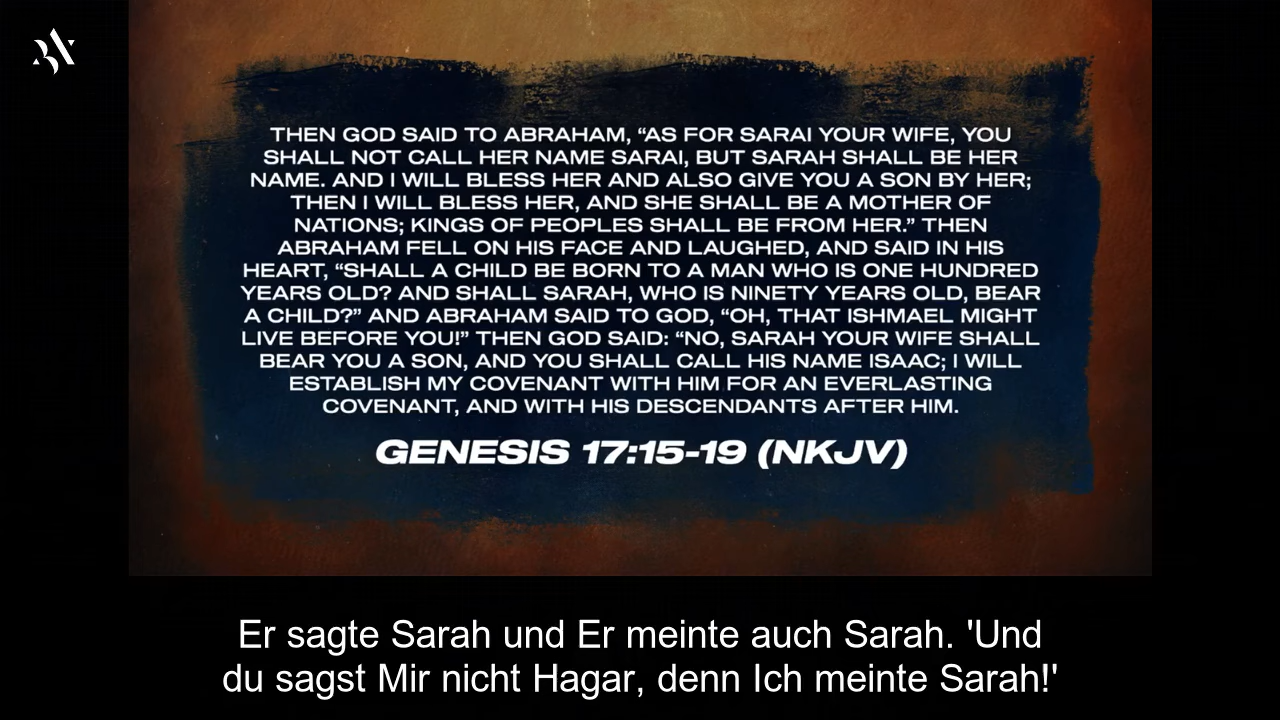 THEN GOD SAID TO ABRAHAM, “AS FOR SARAI YOUR WIFE, YOU
SHALL NOT CALL HER NAME SARAI, BUT SARAH SHALL BE HER
NAME. AND I WILL BLESS HER AND ALSO GIVE YOU A SON BY HER;
THEN I WILL BLESS HER, AND SHE SHALL BE A MOTHER OF
NATIONS; KINGS OF PEOPLES SHALL BE FROM HER.” THEN
ABRAHAM FELL ON HIS FACE AND LAUGHED, AND SAID IN HIS
HEART, “SHALL A CHILD BE BORN TO A MAN WHO IS ONE HUNDRED
YEARS OLD? AND SHALL SARAH, WHO IS NINETY YEARS OLD, BEAR
A CHILD?” AND ABRAHAM SAID TO GOD, “OH, THAT ISHMAEL MIGHT
LIVE BEFORE YOU!” THEN GOD SAID: “NO, SARAH YOUR WIFE SHALL
BEAR YOU A SON, AND YOU SHALL CALL HIS NAME ISAAC; I WILL
ESTABLISH MY COVENANT WITH HIM FOR AN EVERLASTING
COVENANT, AND WITH HIS DESCENDANTS AFTER HIM.
GENESIS 17:15-19 (NKJV)
Er sagte Sarah und Er meinte auch Sarah. 'Und
du sagst Mir nicht Hagar, denn Ich meinte Sarah!'